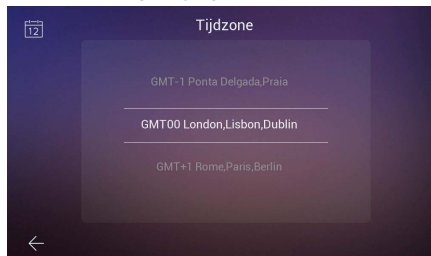 12
Tijdzone
GMT-1 Ponta Delgada,Praia
GMT00 London,Lisbon,Dublin
GMT+1 Rome,Paris,Berlin